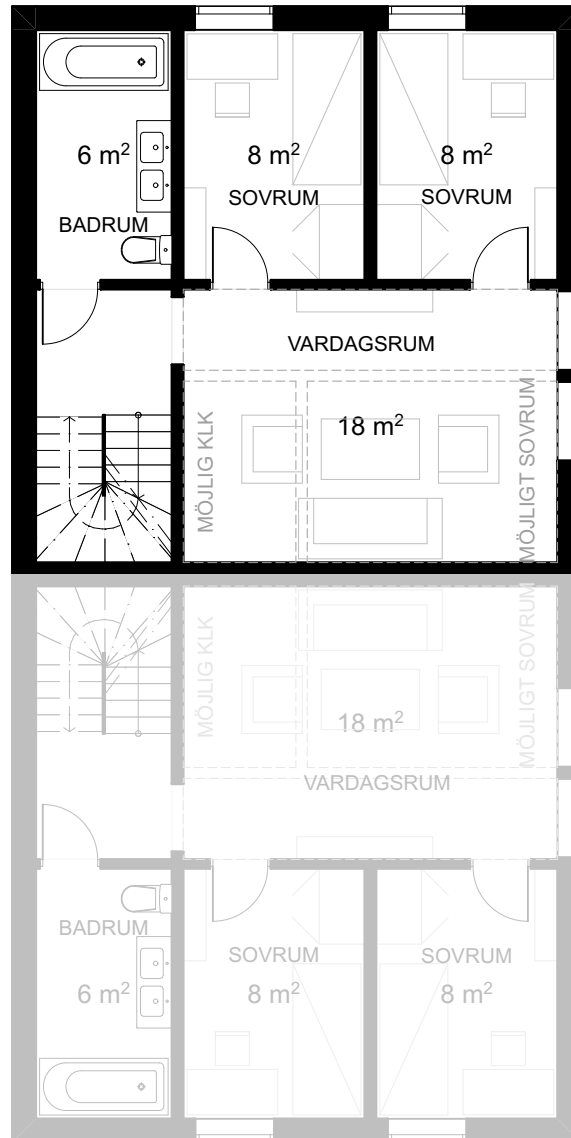 6 m²
8 m²
8 m²
SOVRUM
SOVRUM
BADRUM
VARDAGSRUM
18 m²
MÖJLIG KLK
MÖJLIGT SOVRUM
MÖJLIG KLK
MÖJLIGT SOVRUM
18 m²
VARDAGSRUM
BADRUM
SOVRUM
SOVRUM
6 m²
8 m²
8 m²